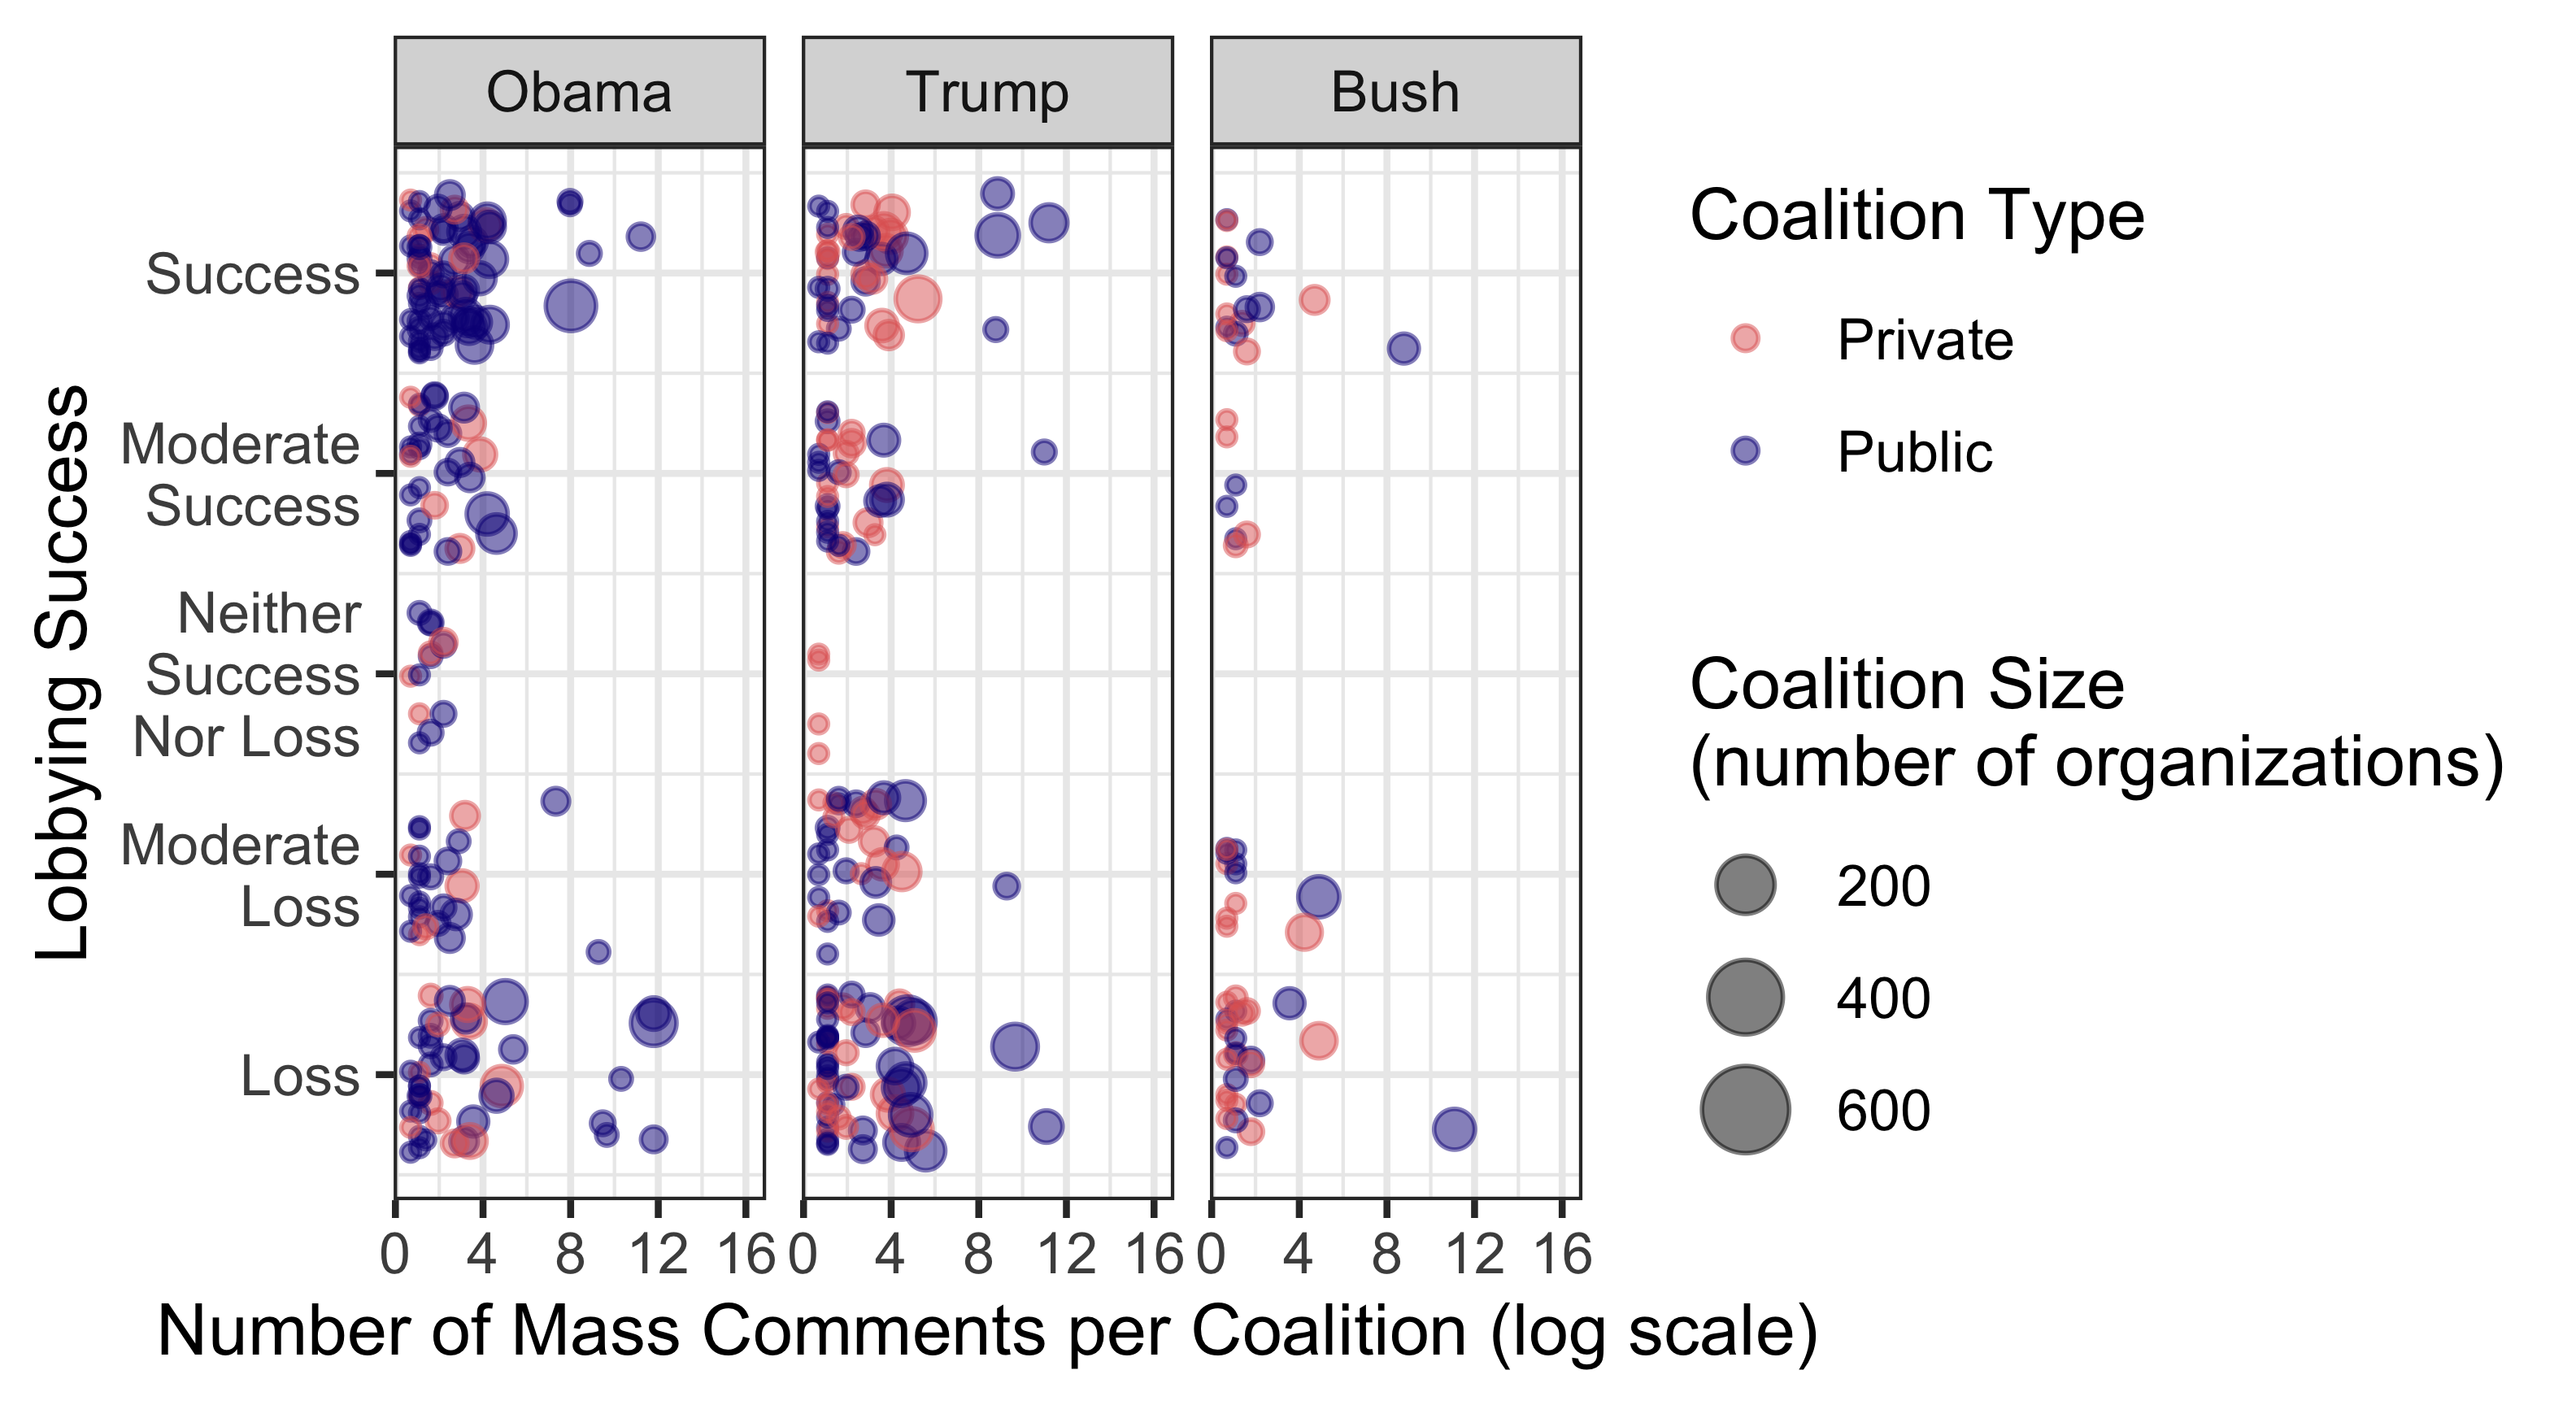 Obama
Trump
Bush
Lobbying Success
Success
Moderate
Success
Neither
Success
Nor Loss
Moderate
Loss
Loss
0 4 8 12 16 0 4 8 12 16 0 4 8 12 16
Number of Mass Comments per Coalition (log scale)
Coalition Type
Private
Public
Coalition Size
(number of organizations)
200
400
600